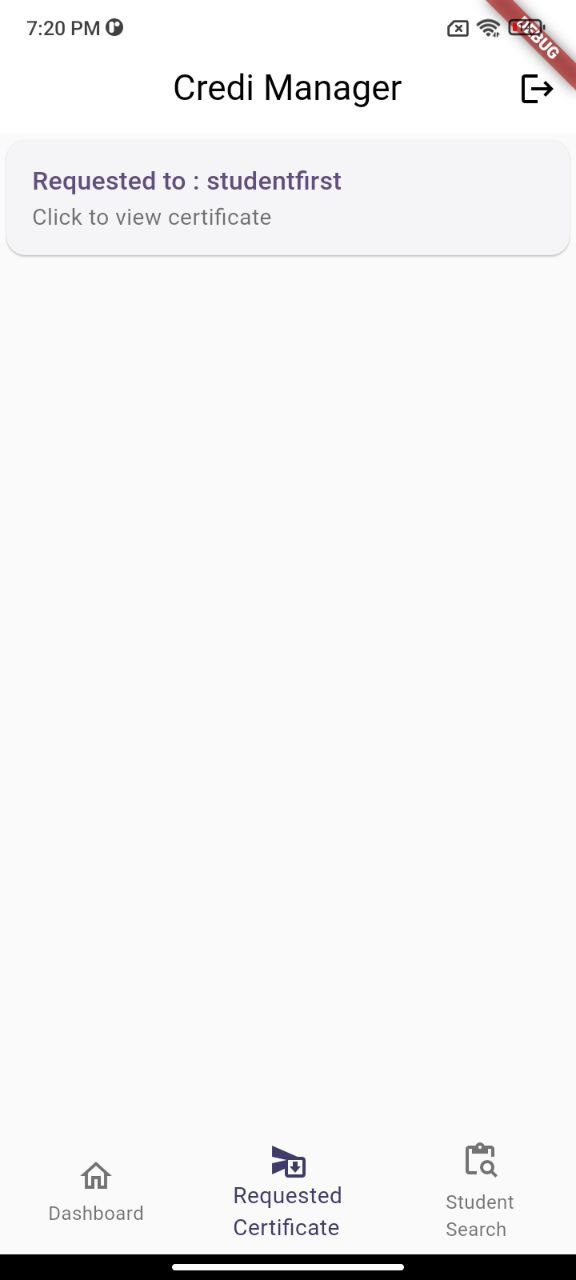 7:20 PM
DEBUG
Credi Manager
Requested to : studentfirst
Click to view certificate
Dashboard
Requested
Certificate
Student
Search